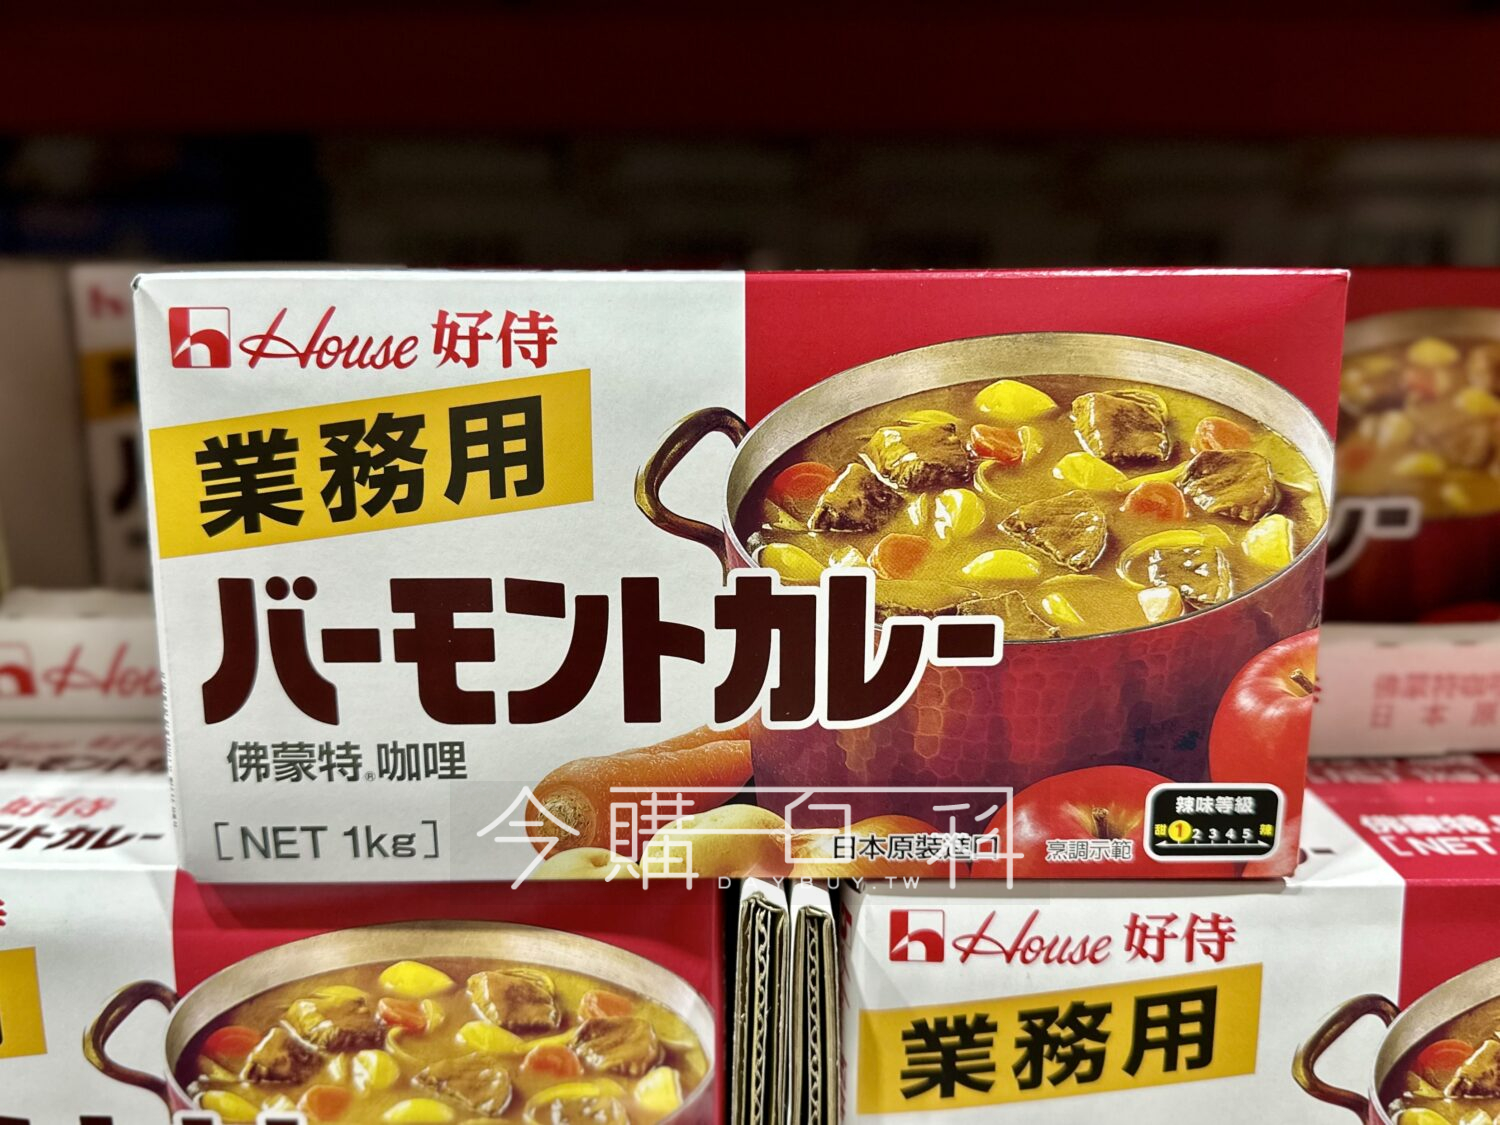 House 好侍
業務用
バーモントカレー
佛蒙特®咖哩
[NET 1kg]
日本原裝進口
烹調示範
辣味等級
甜 1 2 3 4 5 辣
今購百科
DAYBUY.TW
好侍
House 好侍
業務用